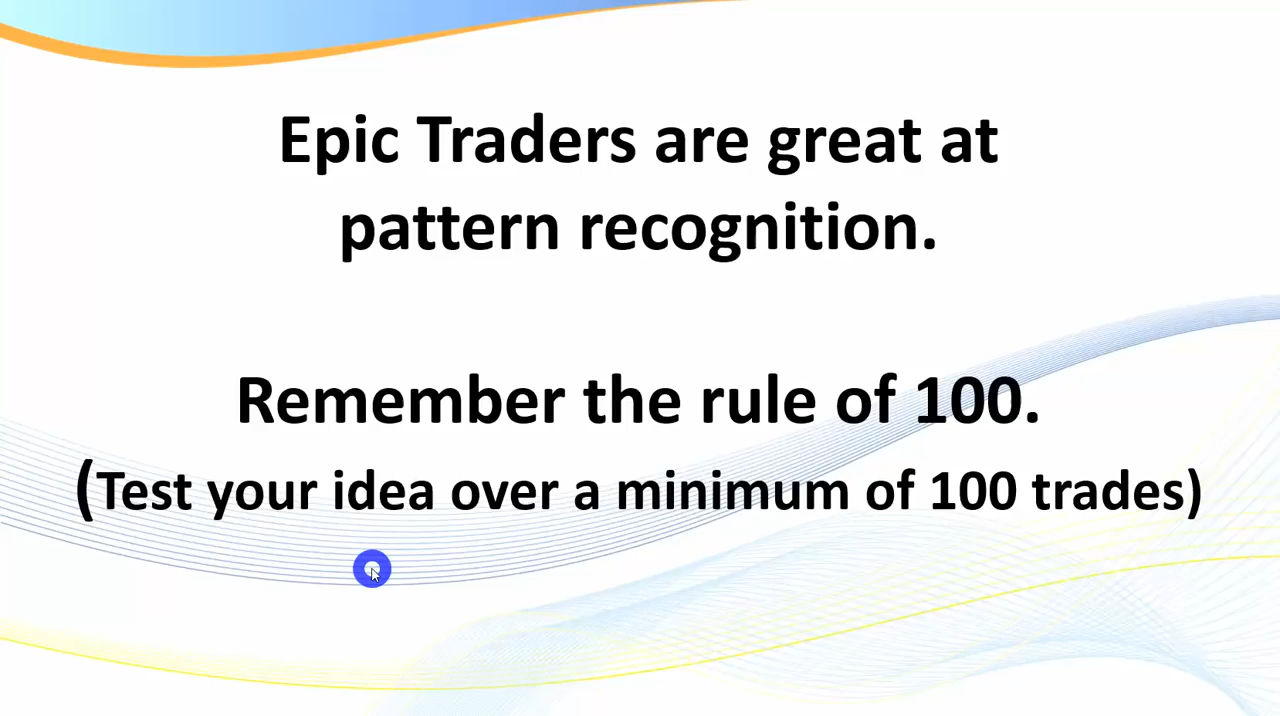 Epic Traders are great at
pattern recognition.
Remember the rule of 100.
(Test your idea over a minimum of 100 trades)